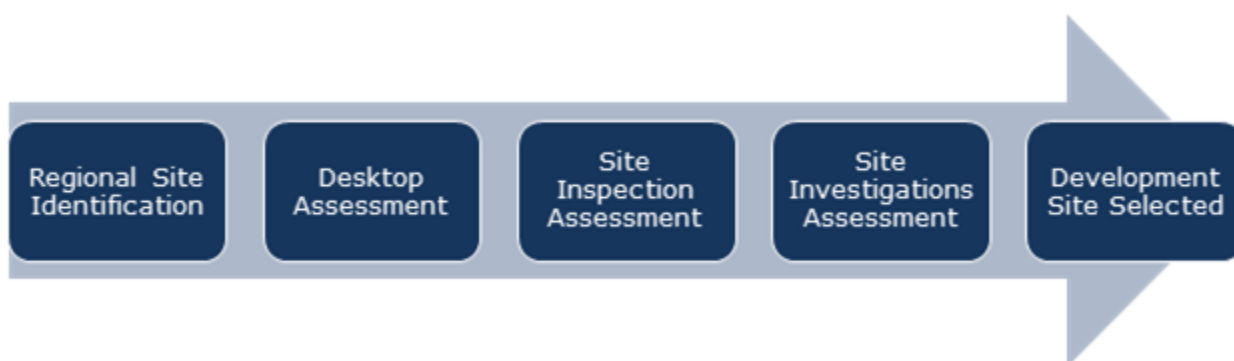 Regional Site
Identification
Desktop
Assessment
Site
Inspection
Assessment
Site
Investigations
Assessment
Development
Site Selected